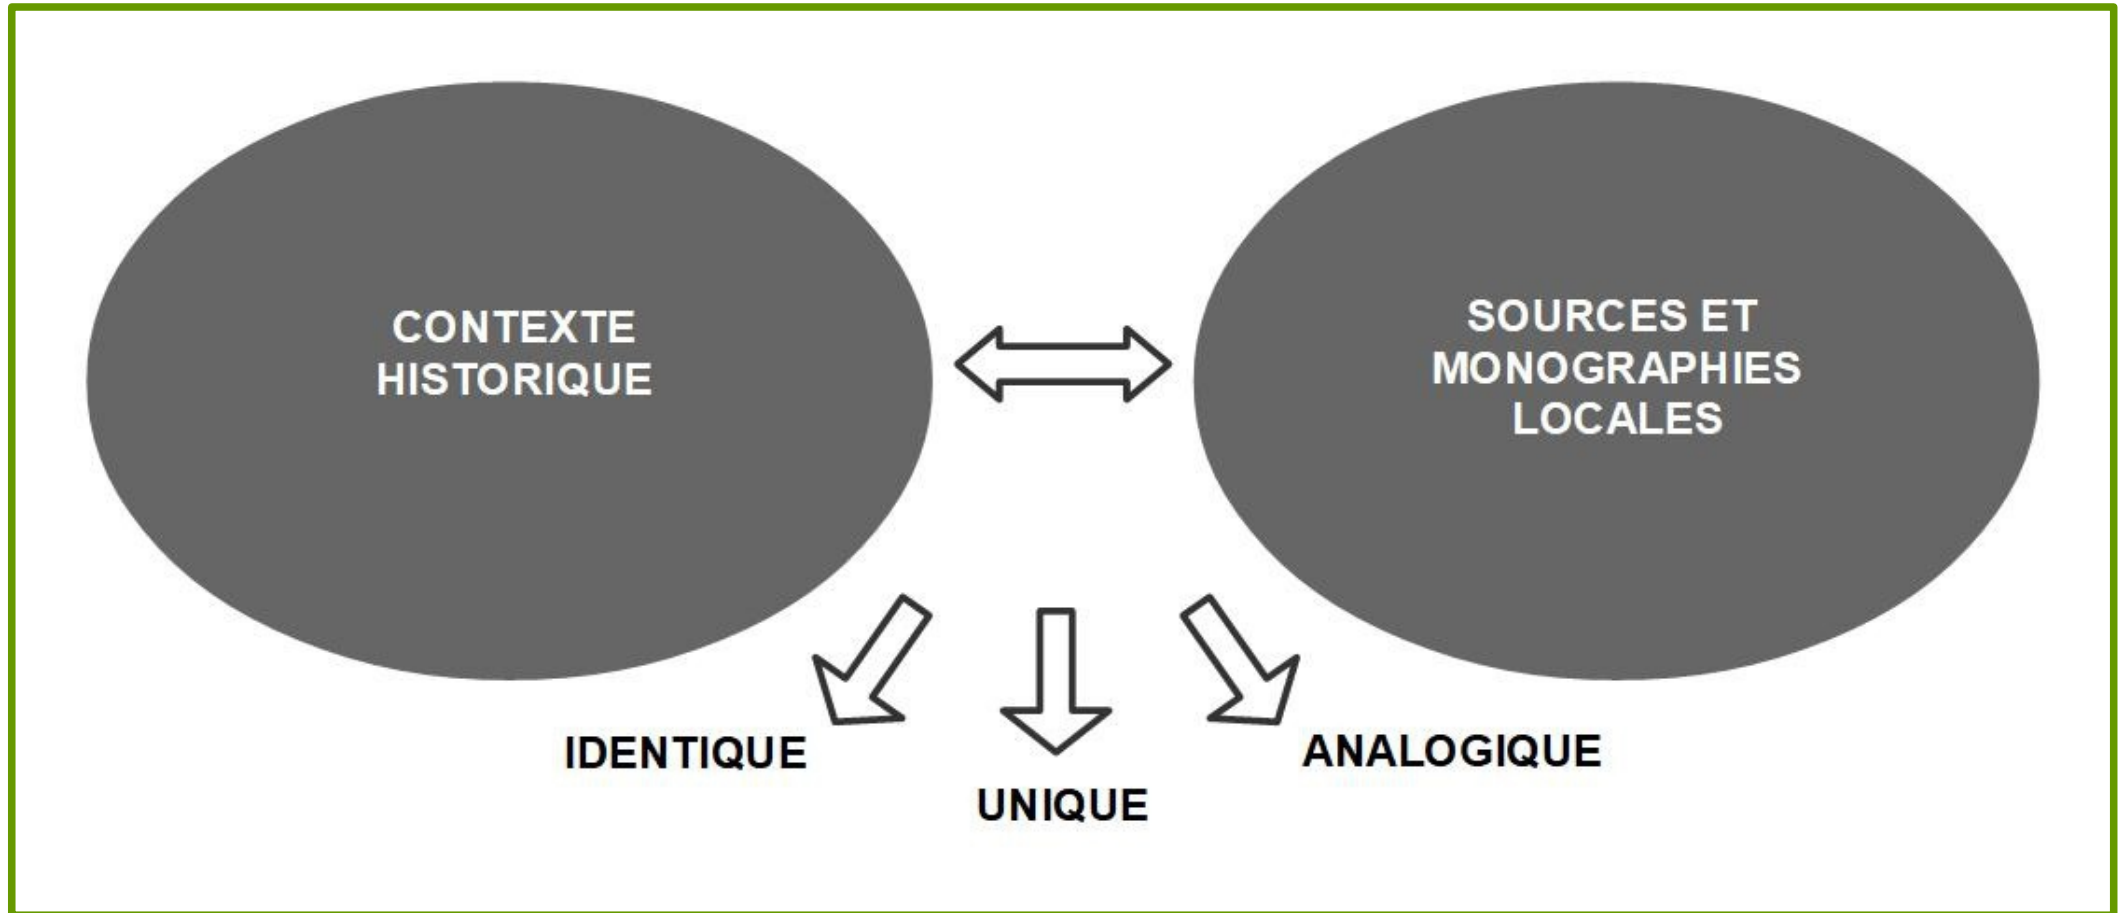 CONTEXTE
HISTORIQUE
SOURCES ET
MONOGRAPHIES
LOCALES
IDENTIQUE
UNIQUE
ANALOGIQUE